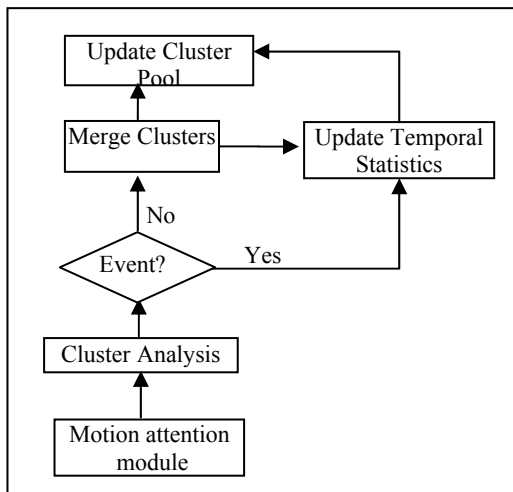 Update Cluster
Pool
Merge Clusters
Update Temporal
Statistics
No
Event?
Yes
Cluster Analysis
Motion attention
module